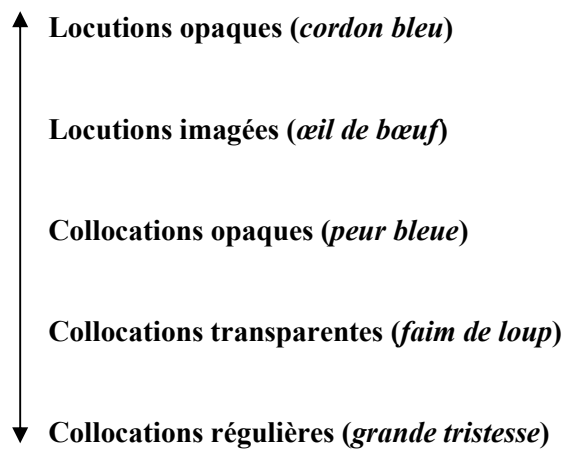 Locutions opaques (cordon bleu)
Locutions imagées (œil de bœuf)
Collocations opaques (peur bleue)
Collocations transparentes (faim de loup)
Collocations régulières (grande tristesse)